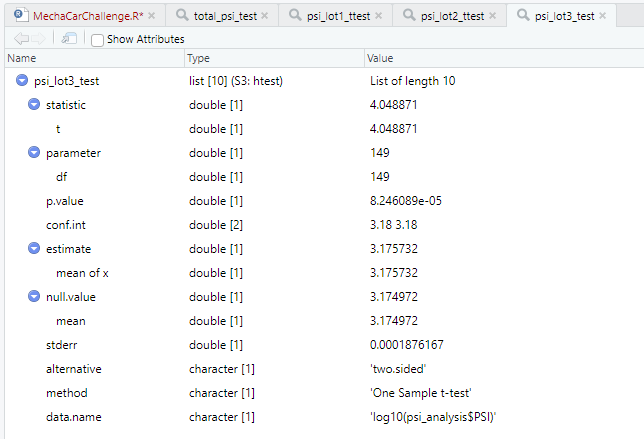 MechaCarChallenge.R* total_psi_test psi_lot1_ttest psi_lot2_ttest psi_lot3_test
Show Attributes
Name Type Value
psi_lot3_test list [10] (S3: htest) List of length 10
statistic double [1] 4.048871
t double [1] 4.048871
parameter double [1] 149
df double [1] 149
p.value double [1] 8.246089e-05
conf.int double [2] 3.18 3.18
estimate double [1] 3.175732
mean of x double [1] 3.175732
null.value double [1] 3.174972
mean double [1] 3.174972
stderr double [1] 0.0001876167
alternative character [1] 'two.sided'
method character [1] 'One Sample t-test'
data.name character [1] 'log10(psi_analysis$PSI)'